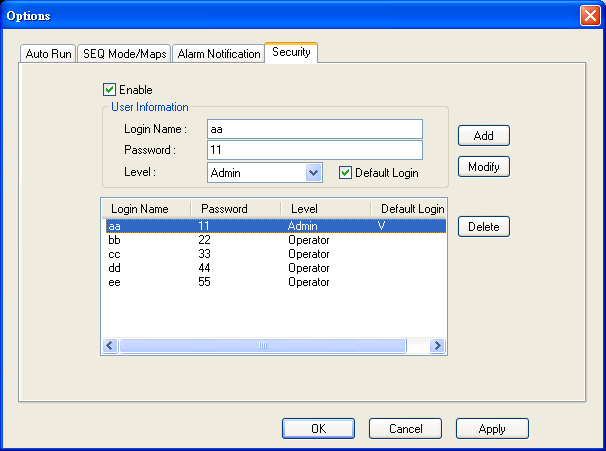 Options
Auto Run SEQ Mode/Maps Alarm Notification Security
Enable
User Information
Login Name : aa
Password : 11
Level : Admin Default Login
Add
Modify
Login Name Password Level Default Login
aa 11 Admin V
bb 22 Operator
cc 33 Operator
dd 44 Operator
ee 55 Operator
Delete
OK Cancel Apply